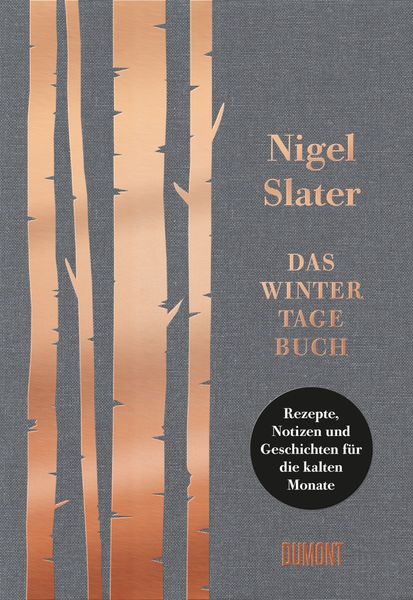 Nigel
Slater
DAS
WINTER
TAGE
BUCH
Rezepte,
Notizen und
Geschichten für
die kalten
Monate
DUMONT